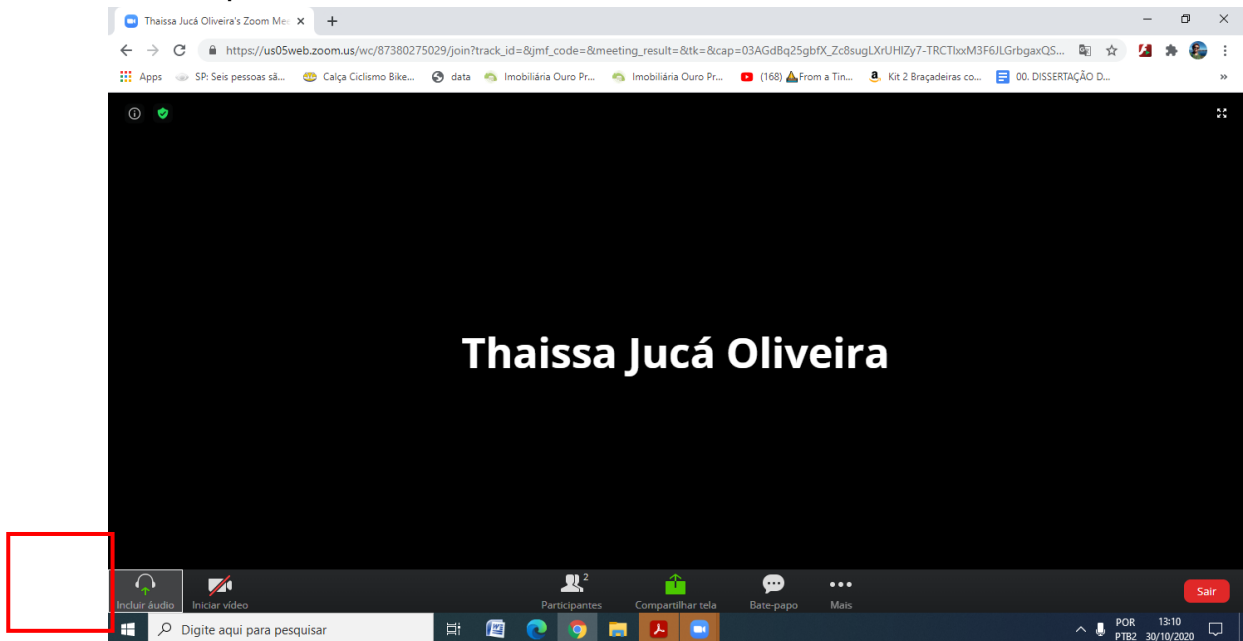 Thaissa Jucá Oliveira's Zoom Mee
https://us05web.zoom.us/wc/87380275029/join?track_id=&jmf_code=&meeting_result=&tk=&cap=03AGdBq25gbfX_Zc8sugLXrUHIZy7-TRCTIxxM3F6JLGrbgaxQS...
Apps SP: Seis pessoas sã... Calça Ciclismo Bike... data Imobiliária Ouro Pr... Imobiliária Ouro Pr... (168) From a Tin... Kit 2 Braçadeiras co... 00. DISSERTAÇÃO D... »
Thaissa Jucá Oliveira
2
Incluir áudio Iniciar vídeo Participantes Compartilhar tela Bate-papo Mais Sair
Digite aqui para pesquisar
POR 13:10
PTB2 30/10/2020